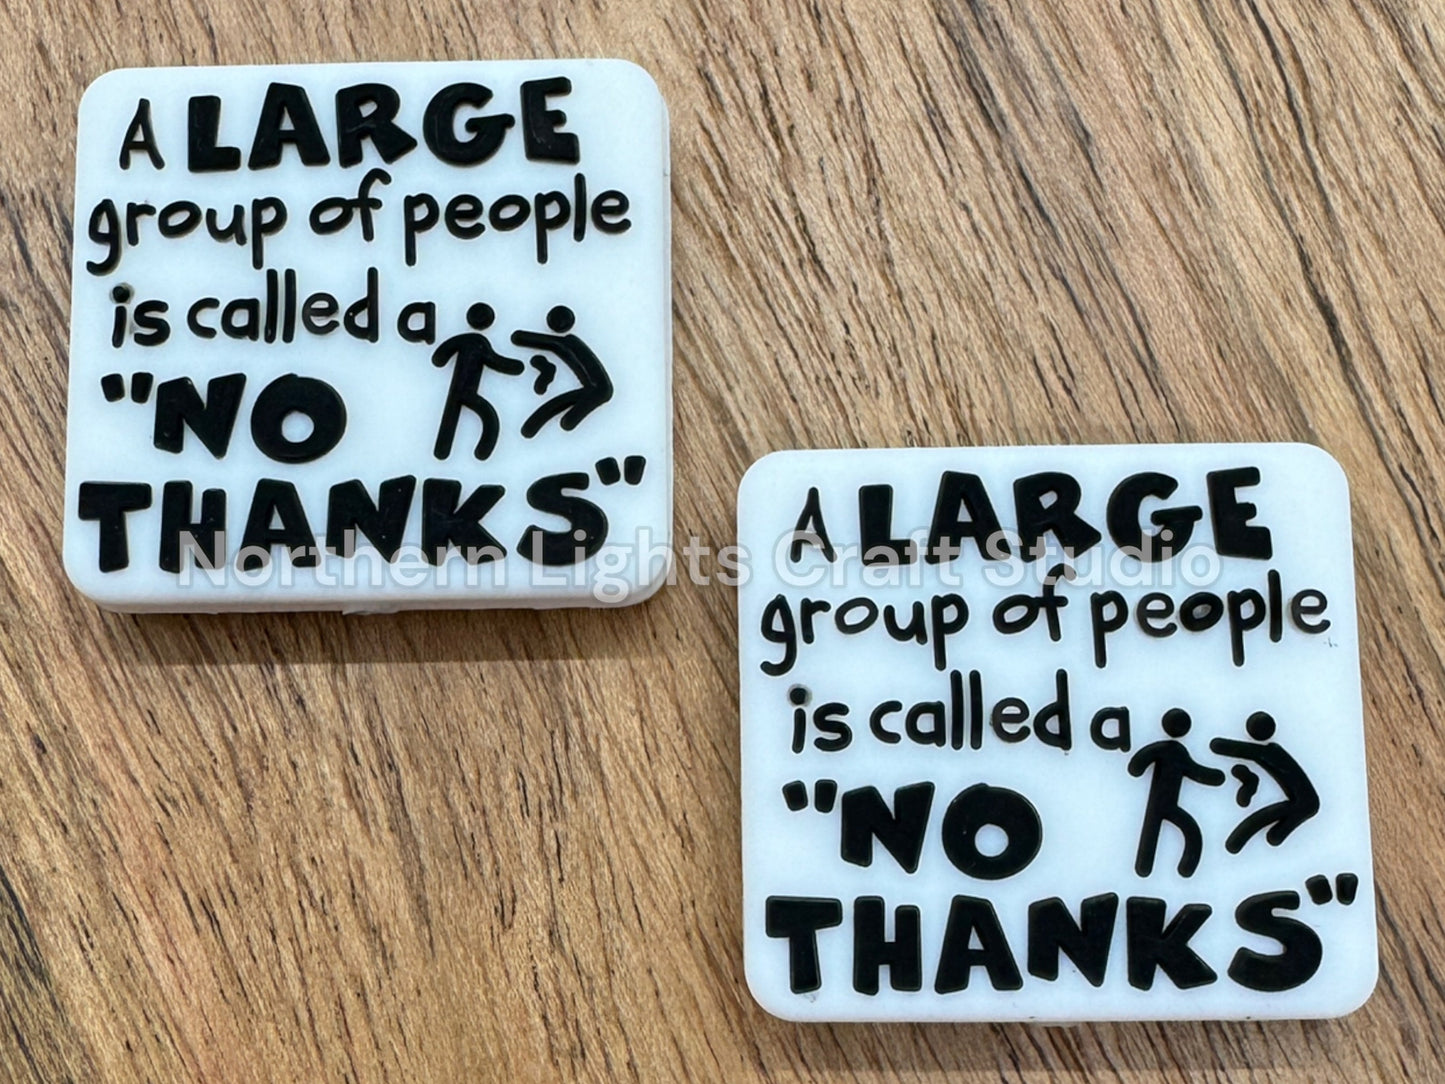 A LARGE
group of people
is called a
"NO
THANKS"
Northern Lights Craft Studio
A LARGE
group of people
is called a
"NO
THANKS"